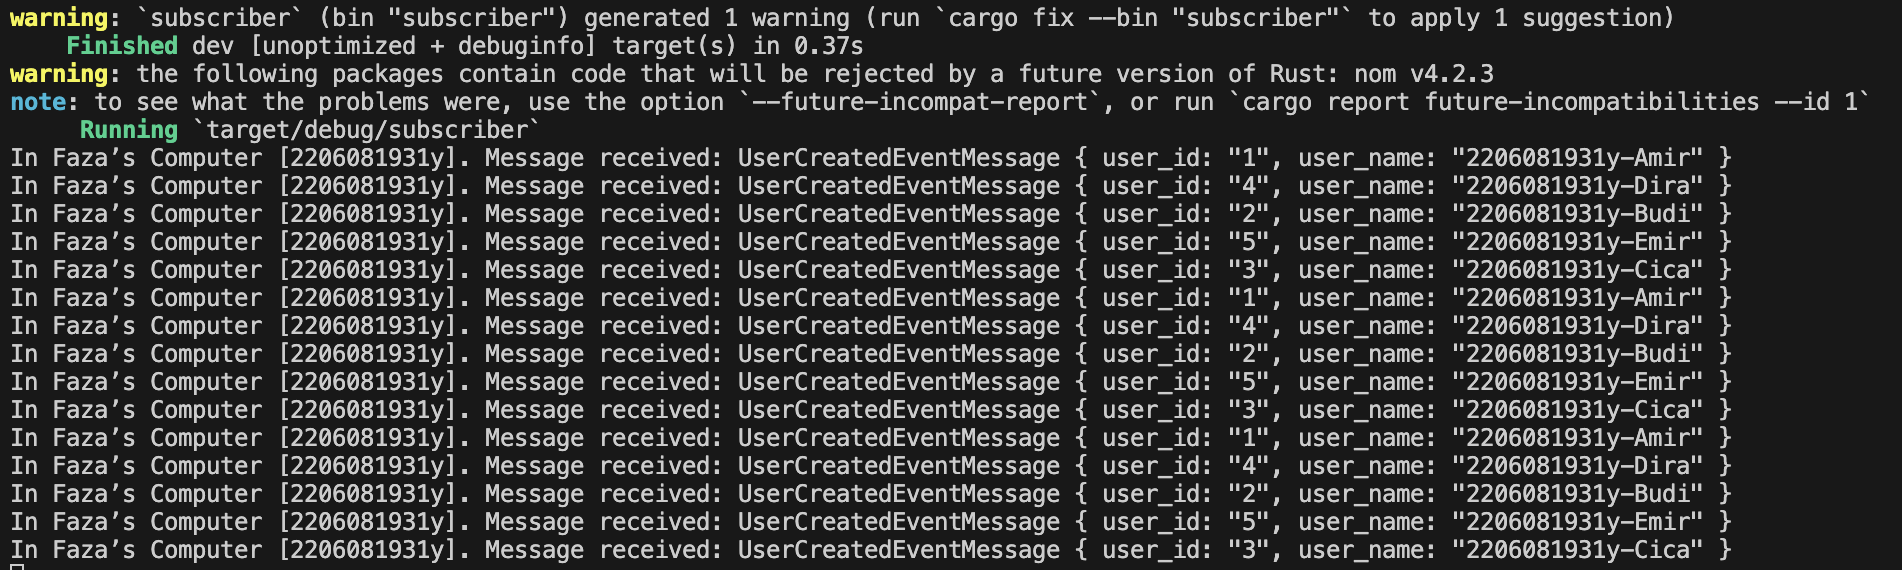 warning: `subscriber` (bin "subscriber") generated 1 warning (run `cargo fix --bin "subscriber"` to apply 1 suggestion)
    Finished dev [unoptimized + debuginfo] target(s) in 0.37s
warning: the following packages contain code that will be rejected by a future version of Rust: nom v4.2.3
note: to see what the problems were, use the option `--future-incompat-report`, or run `cargo report future-incompatibilities --id 1`
     Running `target/debug/subscriber`
In Faza’s Computer [2206081931y]. Message received: UserCreatedEventMessage { user_id: "1", user_name: "2206081931y-Amir" }
In Faza’s Computer [2206081931y]. Message received: UserCreatedEventMessage { user_id: "4", user_name: "2206081931y-Dira" }
In Faza’s Computer [2206081931y]. Message received: UserCreatedEventMessage { user_id: "2", user_name: "2206081931y-Budi" }
In Faza’s Computer [2206081931y]. Message received: UserCreatedEventMessage { user_id: "5", user_name: "2206081931y-Emir" }
In Faza’s Computer [2206081931y]. Message received: UserCreatedEventMessage { user_id: "3", user_name: "2206081931y-Cica" }
In Faza’s Computer [2206081931y]. Message received: UserCreatedEventMessage { user_id: "1", user_name: "2206081931y-Amir" }
In Faza’s Computer [2206081931y]. Message received: UserCreatedEventMessage { user_id: "4", user_name: "2206081931y-Dira" }
In Faza’s Computer [2206081931y]. Message received: UserCreatedEventMessage { user_id: "2", user_name: "2206081931y-Budi" }
In Faza’s Computer [2206081931y]. Message received: UserCreatedEventMessage { user_id: "5", user_name: "2206081931y-Emir" }
In Faza’s Computer [2206081931y]. Message received: UserCreatedEventMessage { user_id: "3", user_name: "2206081931y-Cica" }
In Faza’s Computer [2206081931y]. Message received: UserCreatedEventMessage { user_id: "1", user_name: "2206081931y-Amir" }
In Faza’s Computer [2206081931y]. Message received: UserCreatedEventMessage { user_id: "4", user_name: "2206081931y-Dira" }
In Faza’s Computer [2206081931y]. Message received: UserCreatedEventMessage { user_id: "2", user_name: "2206081931y-Budi" }
In Faza’s Computer [2206081931y]. Message received: UserCreatedEventMessage { user_id: "5", user_name: "2206081931y-Emir" }
In Faza’s Computer [2206081931y]. Message received: UserCreatedEventMessage { user_id: "3", user_name: "2206081931y-Cica" }